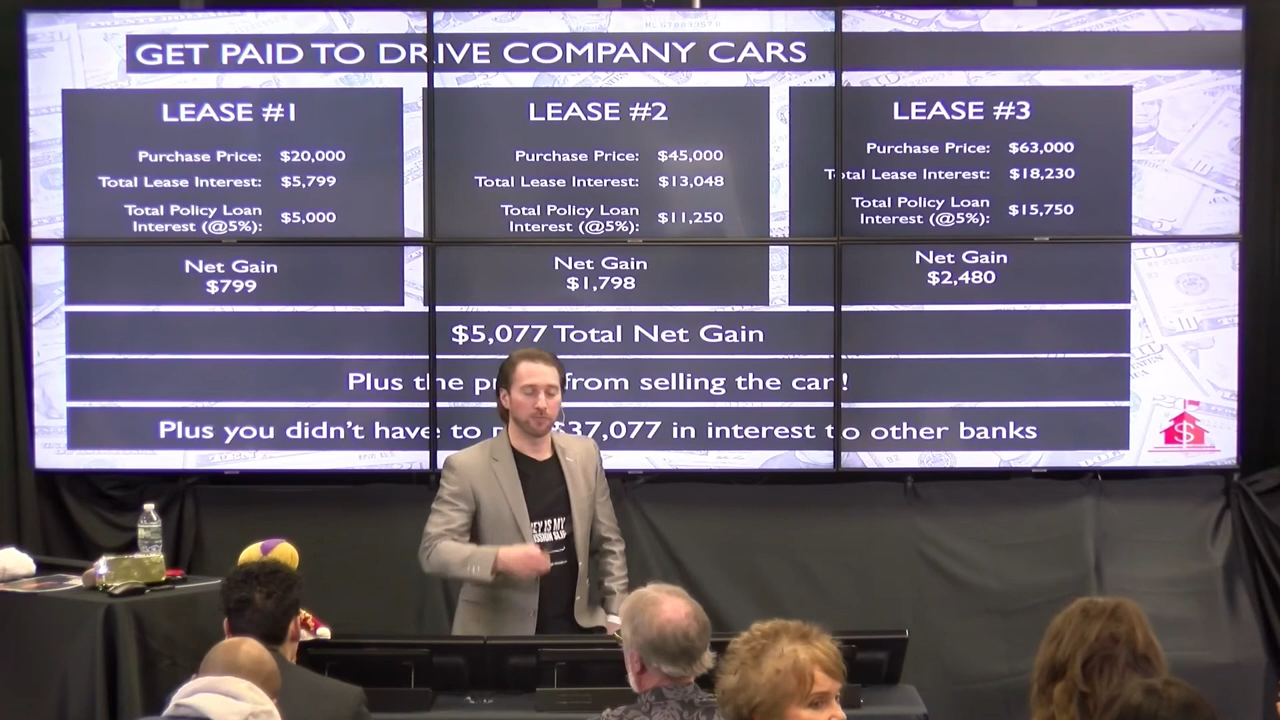 GET PAID TO DRIVE COMPANY CARS
LEASE #1
Purchase Price: $20,000
Total Lease Interest: $5,799
Total Policy Loan
Interest (@5%): $5,000
Net Gain
$799
LEASE #2
Purchase Price: $45,000
Total Lease Interest: $13,048
Total Policy Loan
Interest (@5%): $11,250
Net Gain
$1,798
LEASE #3
Purchase Price: $63,000
Total Lease Interest: $18,230
Total Policy Loan
Interest (@5%): $15,750
Net Gain
$2,480
$5,077 Total Net Gain
Plus the from selling the car!
Plus you didn't have to $37,077 in interest to other banks
IS MY